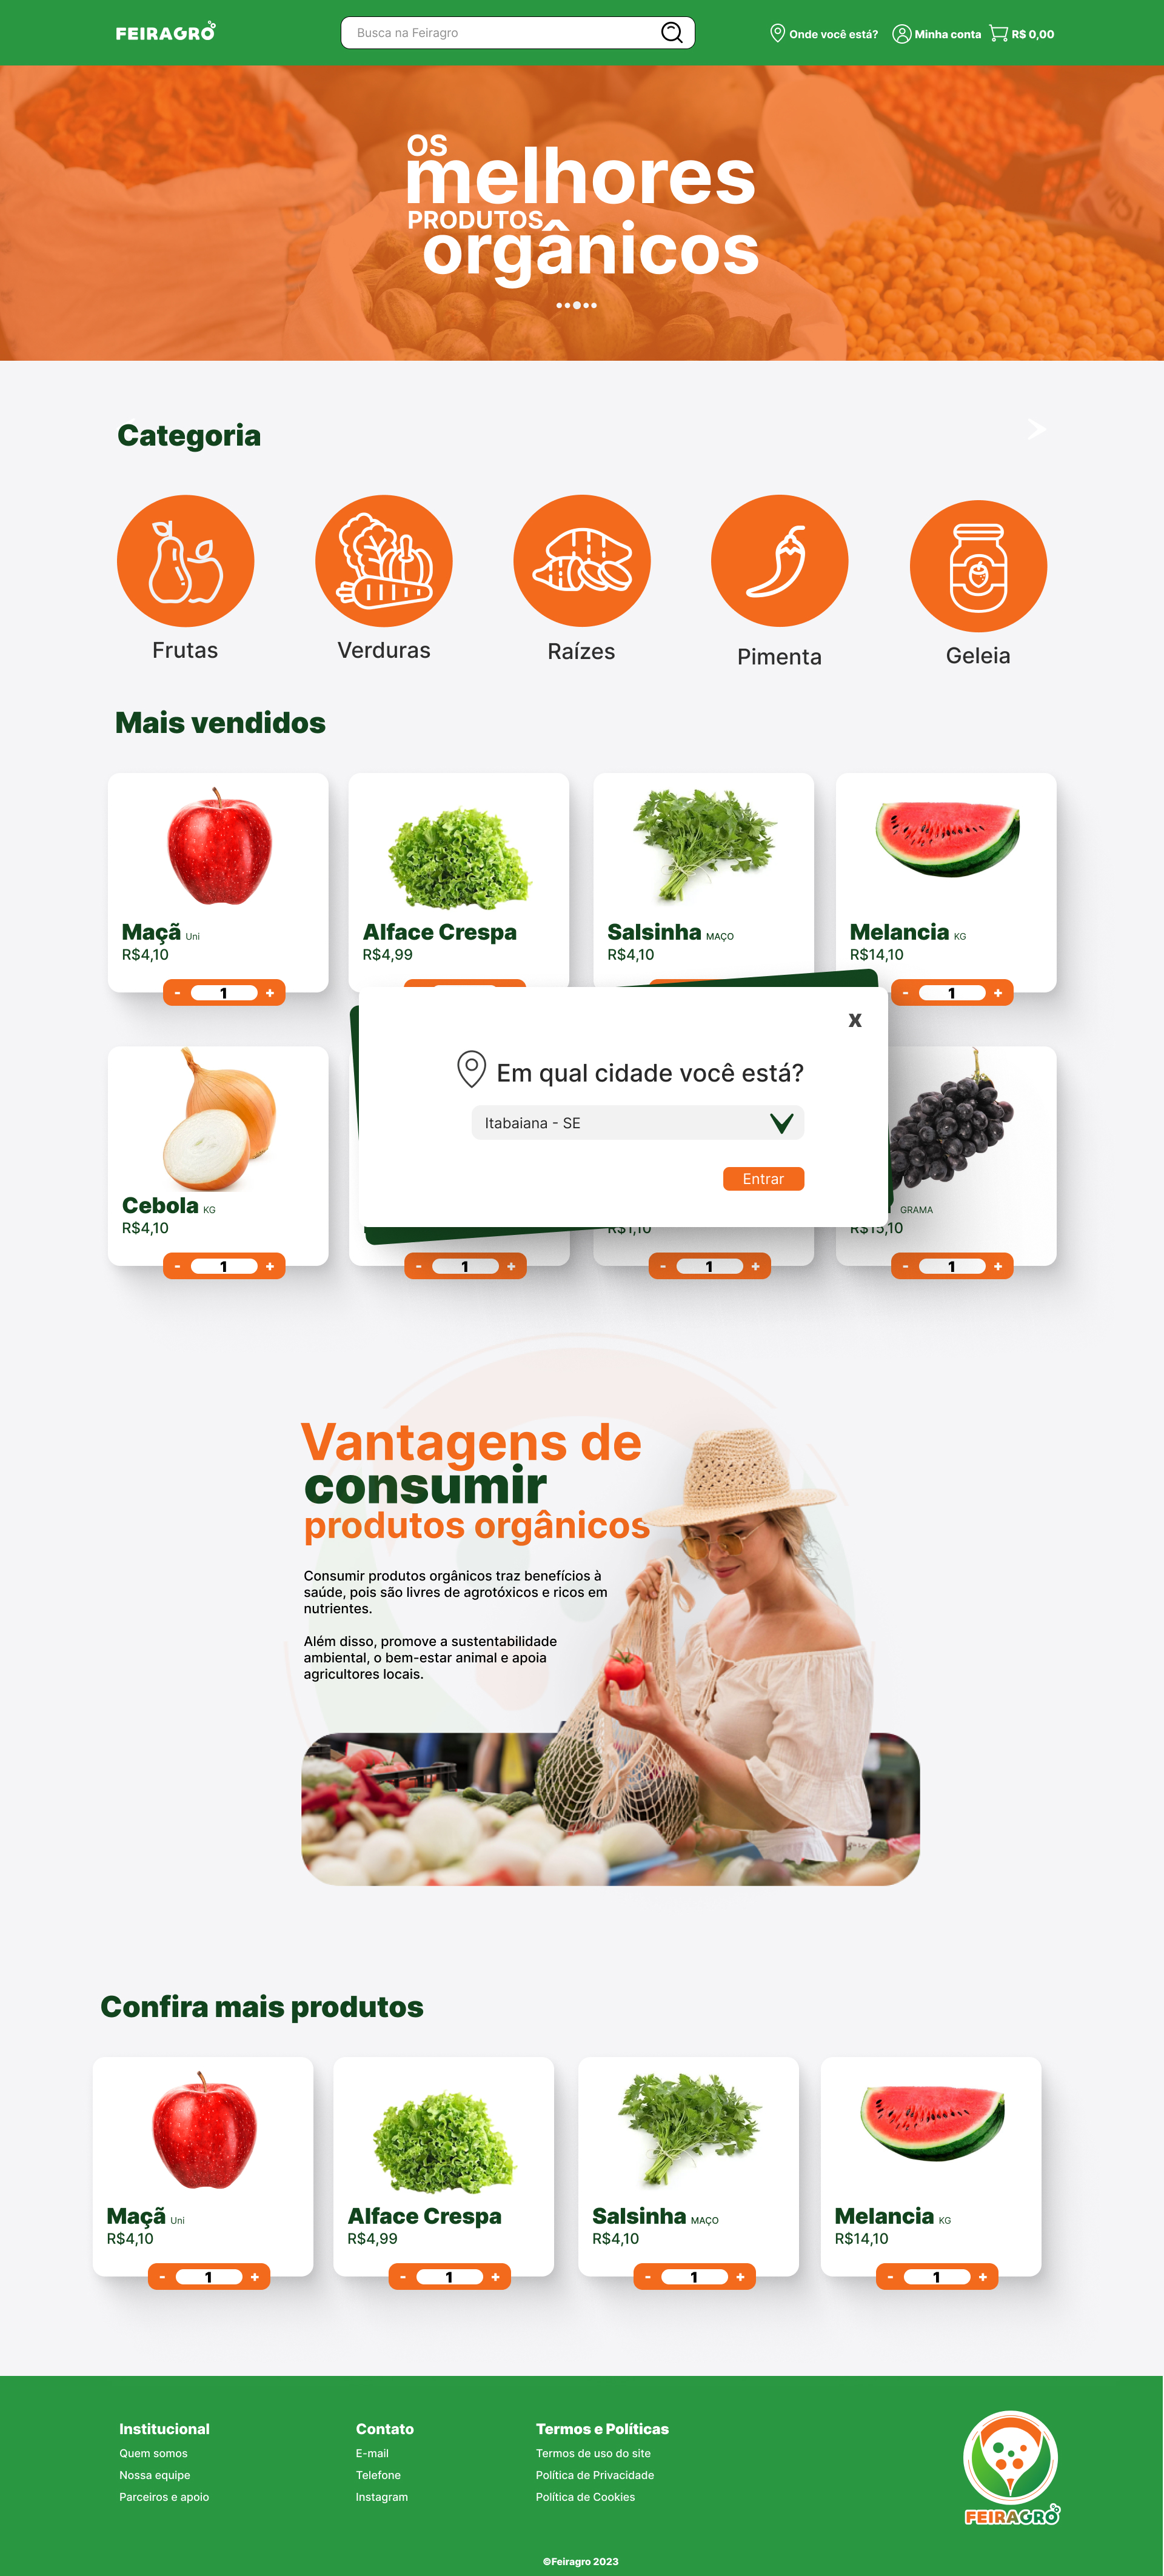 FEIRAGRO
Busca na Feiragro
Onde você está?
Minha conta
R$ 0,00
OS
melhores
PRODUTOS
orgânicos
Categoria
>
Frutas
Verduras
Raízes
Pimenta
Geleia
Mais vendidos
Maçã Uni
R$4,10
- 1 +
Alface Crespa
R$4,99
Salsinha MAÇO
R$4,10
Melancia KG
R$14,10
- 1 +
X
Em qual cidade você está?
Itabaiana - SE
Entrar
Cebola KG
R$4,10
- 1 +
- 1 +
R$1,10
- 1 +
GRAMA
R$15,10
- 1 +
Vantagens de
consumir
produtos orgânicos
Consumir produtos orgânicos traz benefícios à
saúde, pois são livres de agrotóxicos e ricos em
nutrientes.
Além disso, promove a sustentabilidade
ambiental, o bem-estar animal e apoia
agricultores locais.
Confira mais produtos
Maçã Uni
R$4,10
- 1 +
Alface Crespa
R$4,99
- 1 +
Salsinha MAÇO
R$4,10
- 1 +
Melancia KG
R$14,10
- 1 +
Institucional
Quem somos
Nossa equipe
Parceiros e apoio
Contato
E-mail
Telefone
Instagram
Termos e Políticas
Termos de uso do site
Política de Privacidade
Política de Cookies
FEIRAGRO
©Feiragro 2023